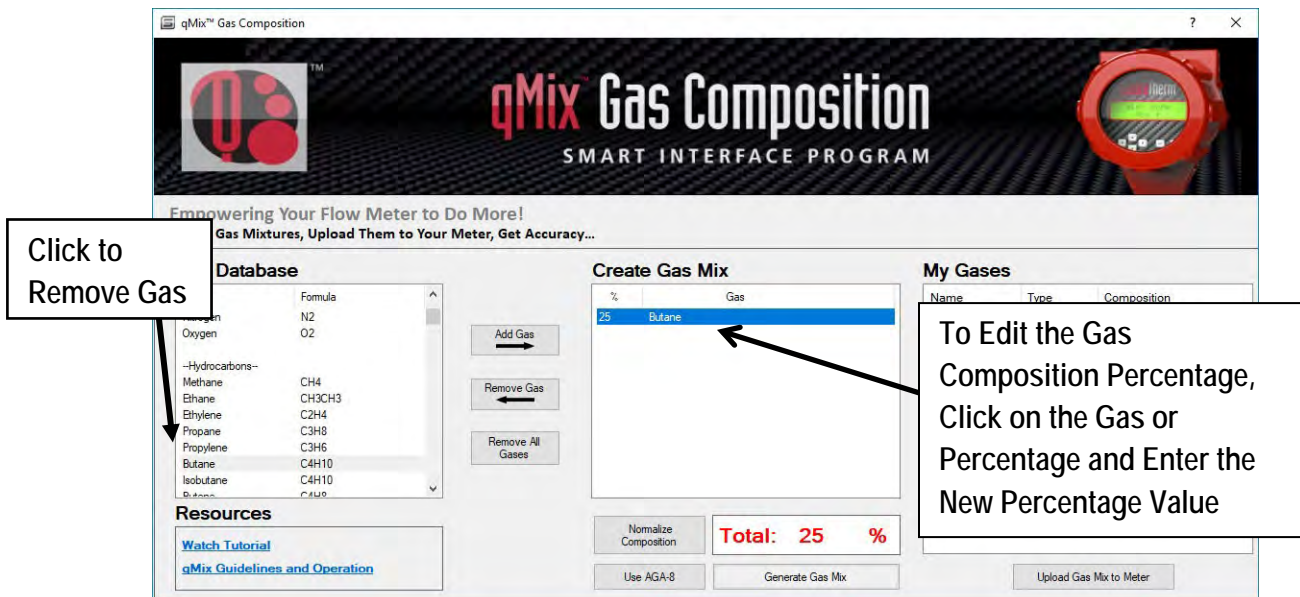 qMix™ Gas Composition
? ×
TM
qMix™ Gas Composition
SMART INTERFACE PROGRAM
Empowering Your Flow Meter to Do More!
Gas Mixtures, Upload Them to Your Meter, Get Accuracy...
Click to
Remove Gas
Database
Formula
N2
Oxygen O2
--Hydrocarbons--
Methane CH4
Ethane CH3CH3
Ethylene C2H4
Propane C3H8
Propylene C3H6
Butane C4H10
Isobutane C4H10
C4H8
Add Gas
Remove Gas
Remove All
Gases
Create Gas Mix
% Gas
25 Butane
My Gases
Name Type Composition
To Edit the Gas
Composition Percentage,
Click on the Gas or
Percentage and Enter the
New Percentage Value
Resources
Watch Tutorial
qMix Guidelines and Operation
Normalize
Composition
Total: 25 %
Use AGA-8
Generate Gas Mix
Upload Gas Mix to Meter